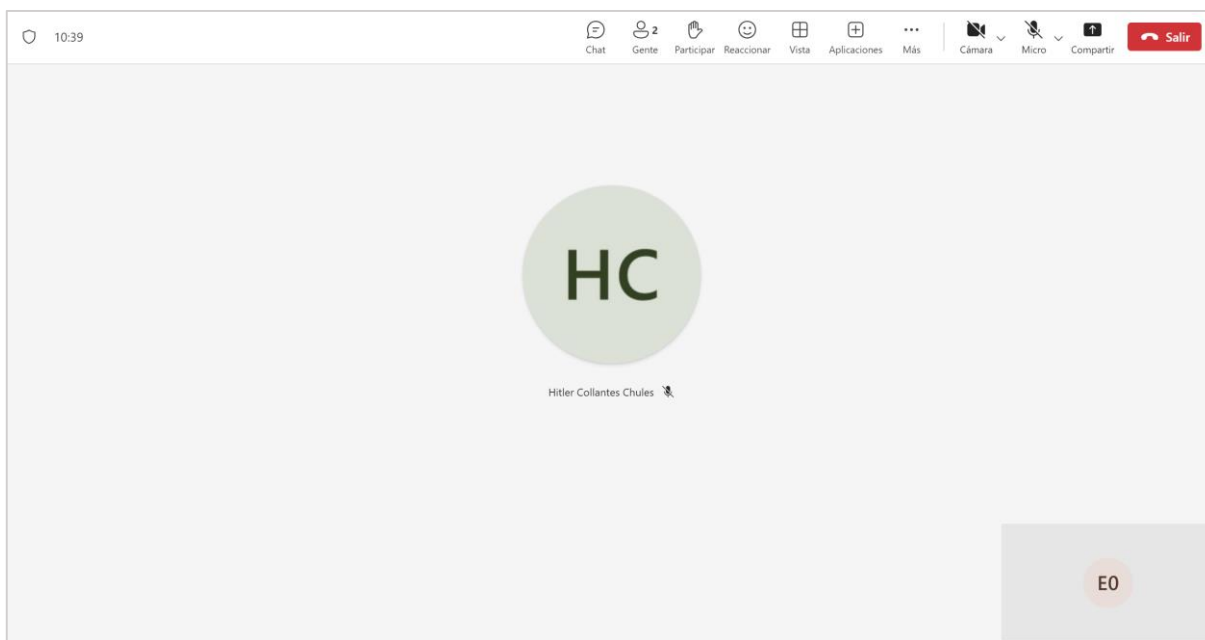 10:39
Chat
Gente 2
Participar
Reaccionar
Vista
Aplicaciones
Más
Cámara
Micro
Compartir
Salir
HC
Hitler Collantes Chules
E0